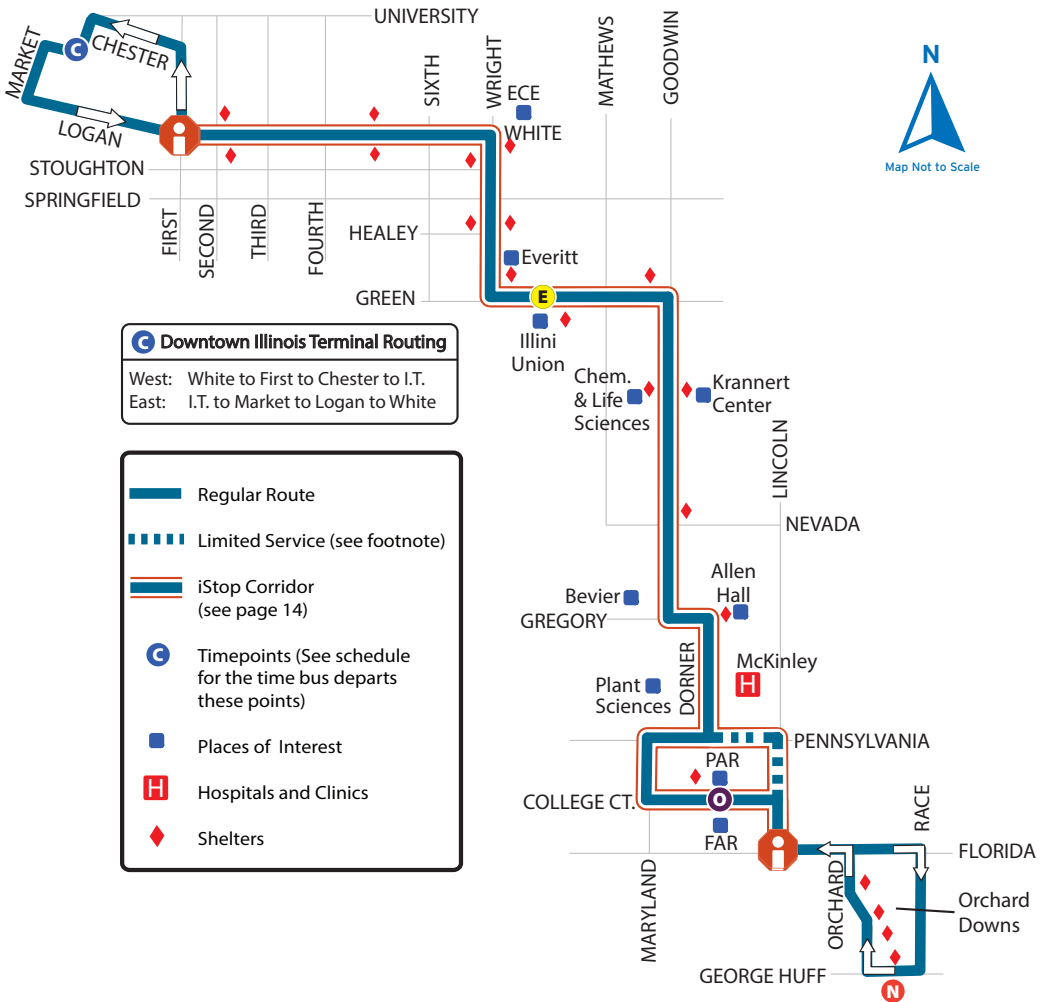 UNIVERSITY
MARKET
C
CHESTER
LOGAN
SIXTH
WRIGHT
ECE
WHITE
MATHEWS
GOODWIN
N
Map Not to Scale
STOUGHTON
SPRINGFIELD
FIRST
SECOND
THIRD
FOURTH
HEALEY
Everitt
GREEN
E
Illini
Union
C Downtown Illinois Terminal Routing
West: White to First to Chester to I.T.
East: I.T. to Market to Logan to White
Chem.
& Life
Sciences
Krannert
Center
LINCOLN
NEVADA
Regular Route
Limited Service (see footnote)
iStop Corridor
(see page 14)
C Timepoints (See schedule
for the time bus departs
these points)
Places of Interest
H Hospitals and Clinics
Shelters
Allen
Hall
Bevier
GREGORY
McKinley
H
DORNER
Plant
Sciences
PENNSYLVANIA
PAR
COLLEGE CT.
O
FAR
RACE
FLORIDA
MARYLAND
ORCHARD
Orchard
Downs
GEORGE HUFF
N